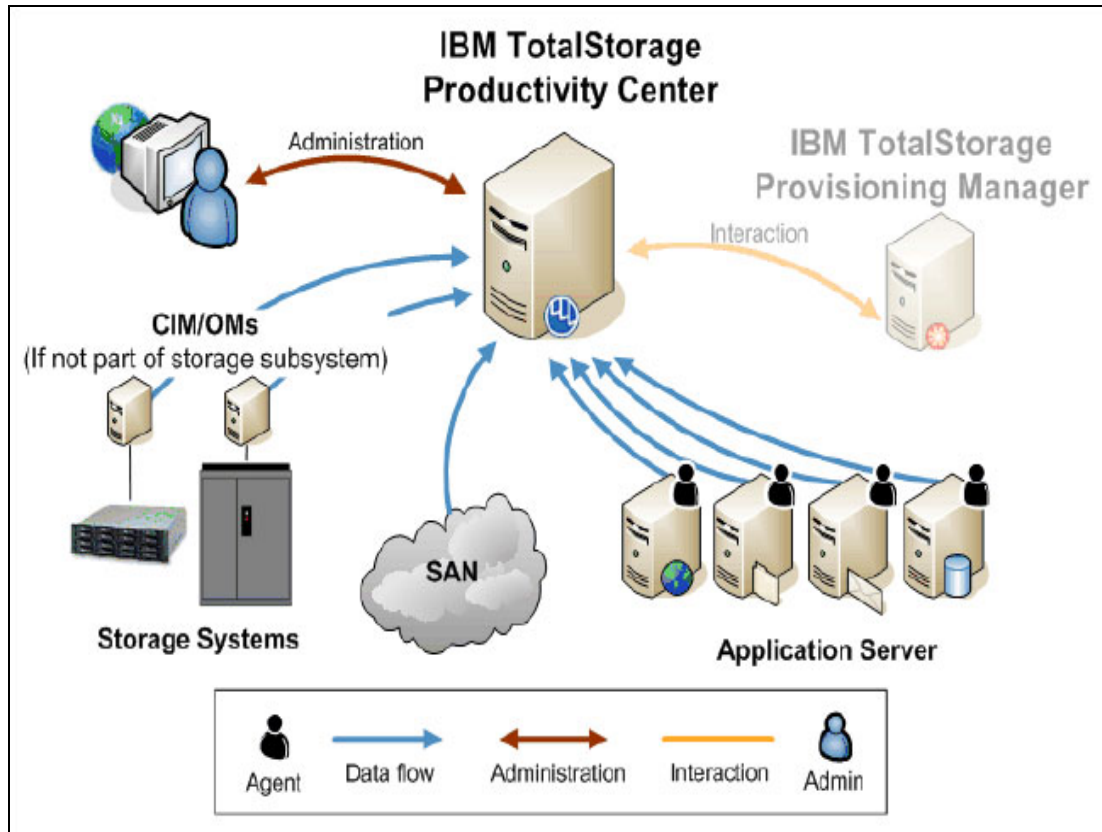 IBM TotalStorage
Productivity Center
Administration
IBM TotalStorage
Provisioning Manager
Interaction
CIM/OMs
(If not part of storage subsystem)
SAN
Storage Systems
Application Server
Agent
Data flow
Administration
Interaction
Admin